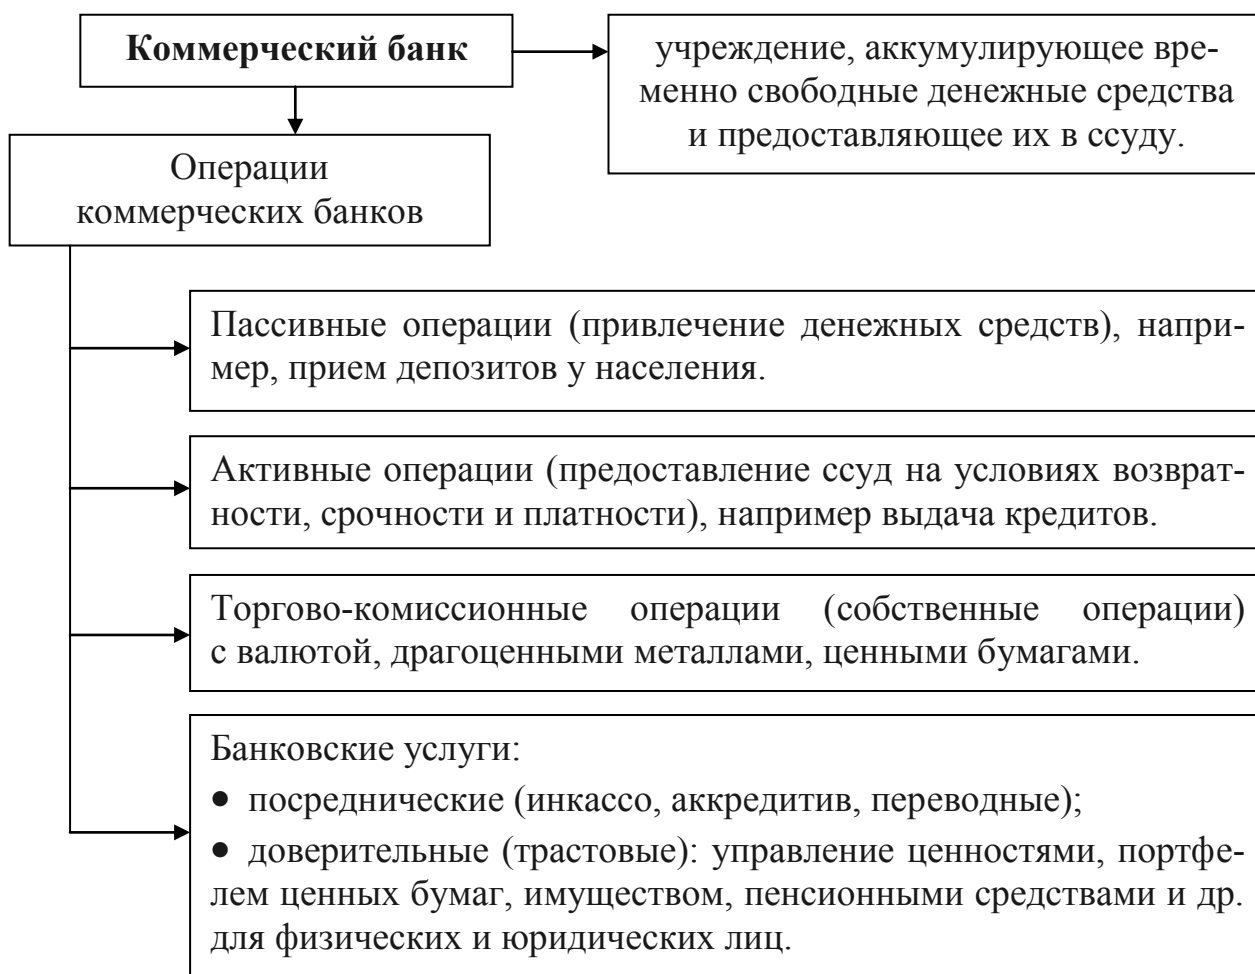 Коммерческий банк
учреждение, аккумулирующее вре-
менно свободные денежные средства
и предоставляющее их в ссуду.
Операции
коммерческих банков
Пассивные операции (привлечение денежных средств), напри-
мер, прием депозитов у населения.
Активные операции (предоставление ссуд на условиях возврат-
ности, срочности и платности), например выдача кредитов.
Торгово-комиссионные операции (собственные операции)
с валютой, драгоценными металлами, ценными бумагами.
Банковские услуги:
• посреднические (инкассо, аккредитив, переводные);
• доверительные (трастовые): управление ценностями, портфе-
лем ценных бумаг, имуществом, пенсионными средствами и др.
для физических и юридических лиц.